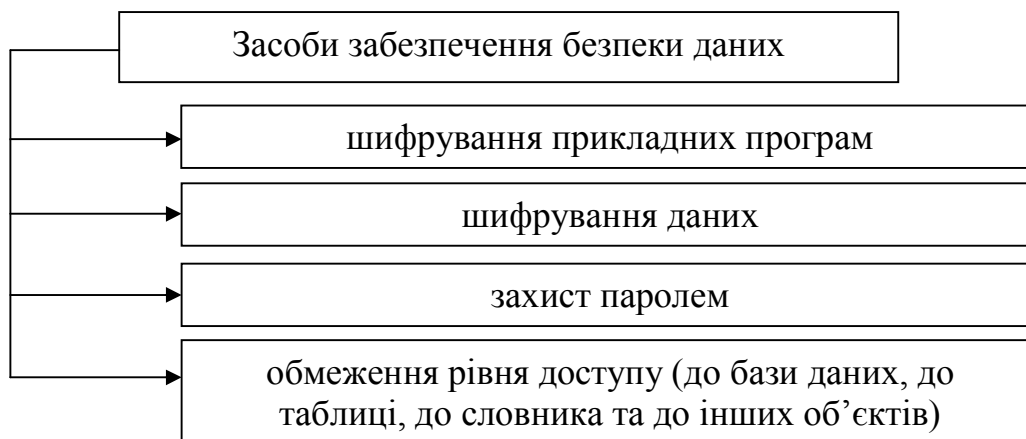 Засоби забезпечення безпеки даних
шифрування прикладних програм
шифрування даних
захист паролем
обмеження рівня доступу (до бази даних, до
таблиці, до словника та до інших об’єктів)